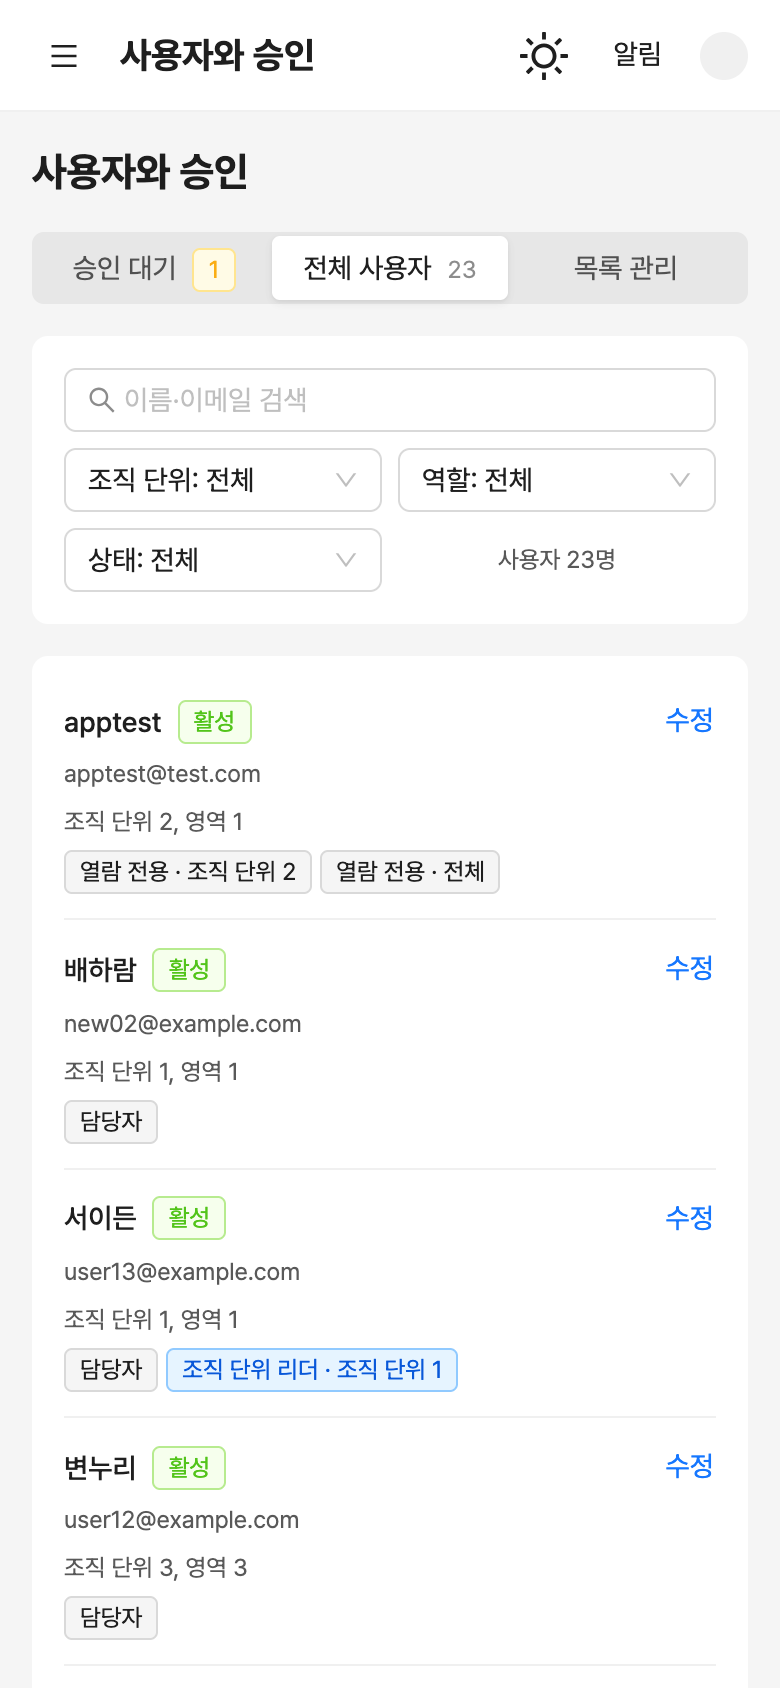 사용자와 승인 알림
사용자와 승인
승인 대기 1 전체 사용자 23 목록 관리
이름·이메일 검색
조직 단위: 전체 역할: 전체
상태: 전체 사용자 23명
apptest 활성 수정
apptest@test.com
조직 단위 2, 영역 1
열람 전용 · 조직 단위 2 열람 전용 · 전체
배하람 활성 수정
new02@example.com
조직 단위 1, 영역 1
담당자
서이든 활성 수정
user13@example.com
조직 단위 1, 영역 1
담당자 조직 단위 리더 · 조직 단위 1
변누리 활성 수정
user12@example.com
조직 단위 3, 영역 3
담당자